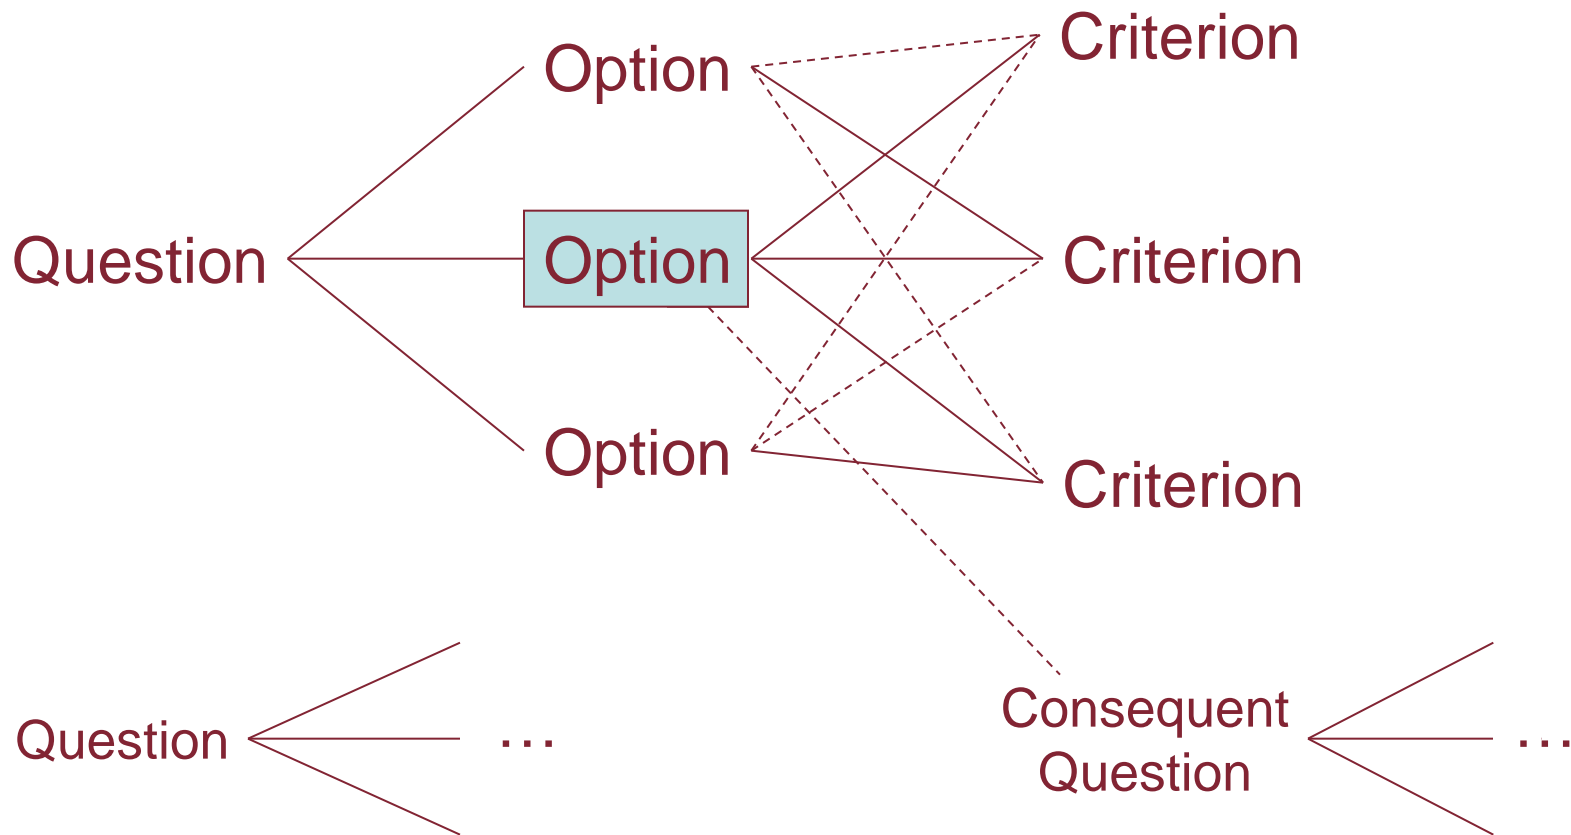 Criterion
Option
Question
Option
Criterion
Option
Criterion
Question
…
Consequent
Question
…